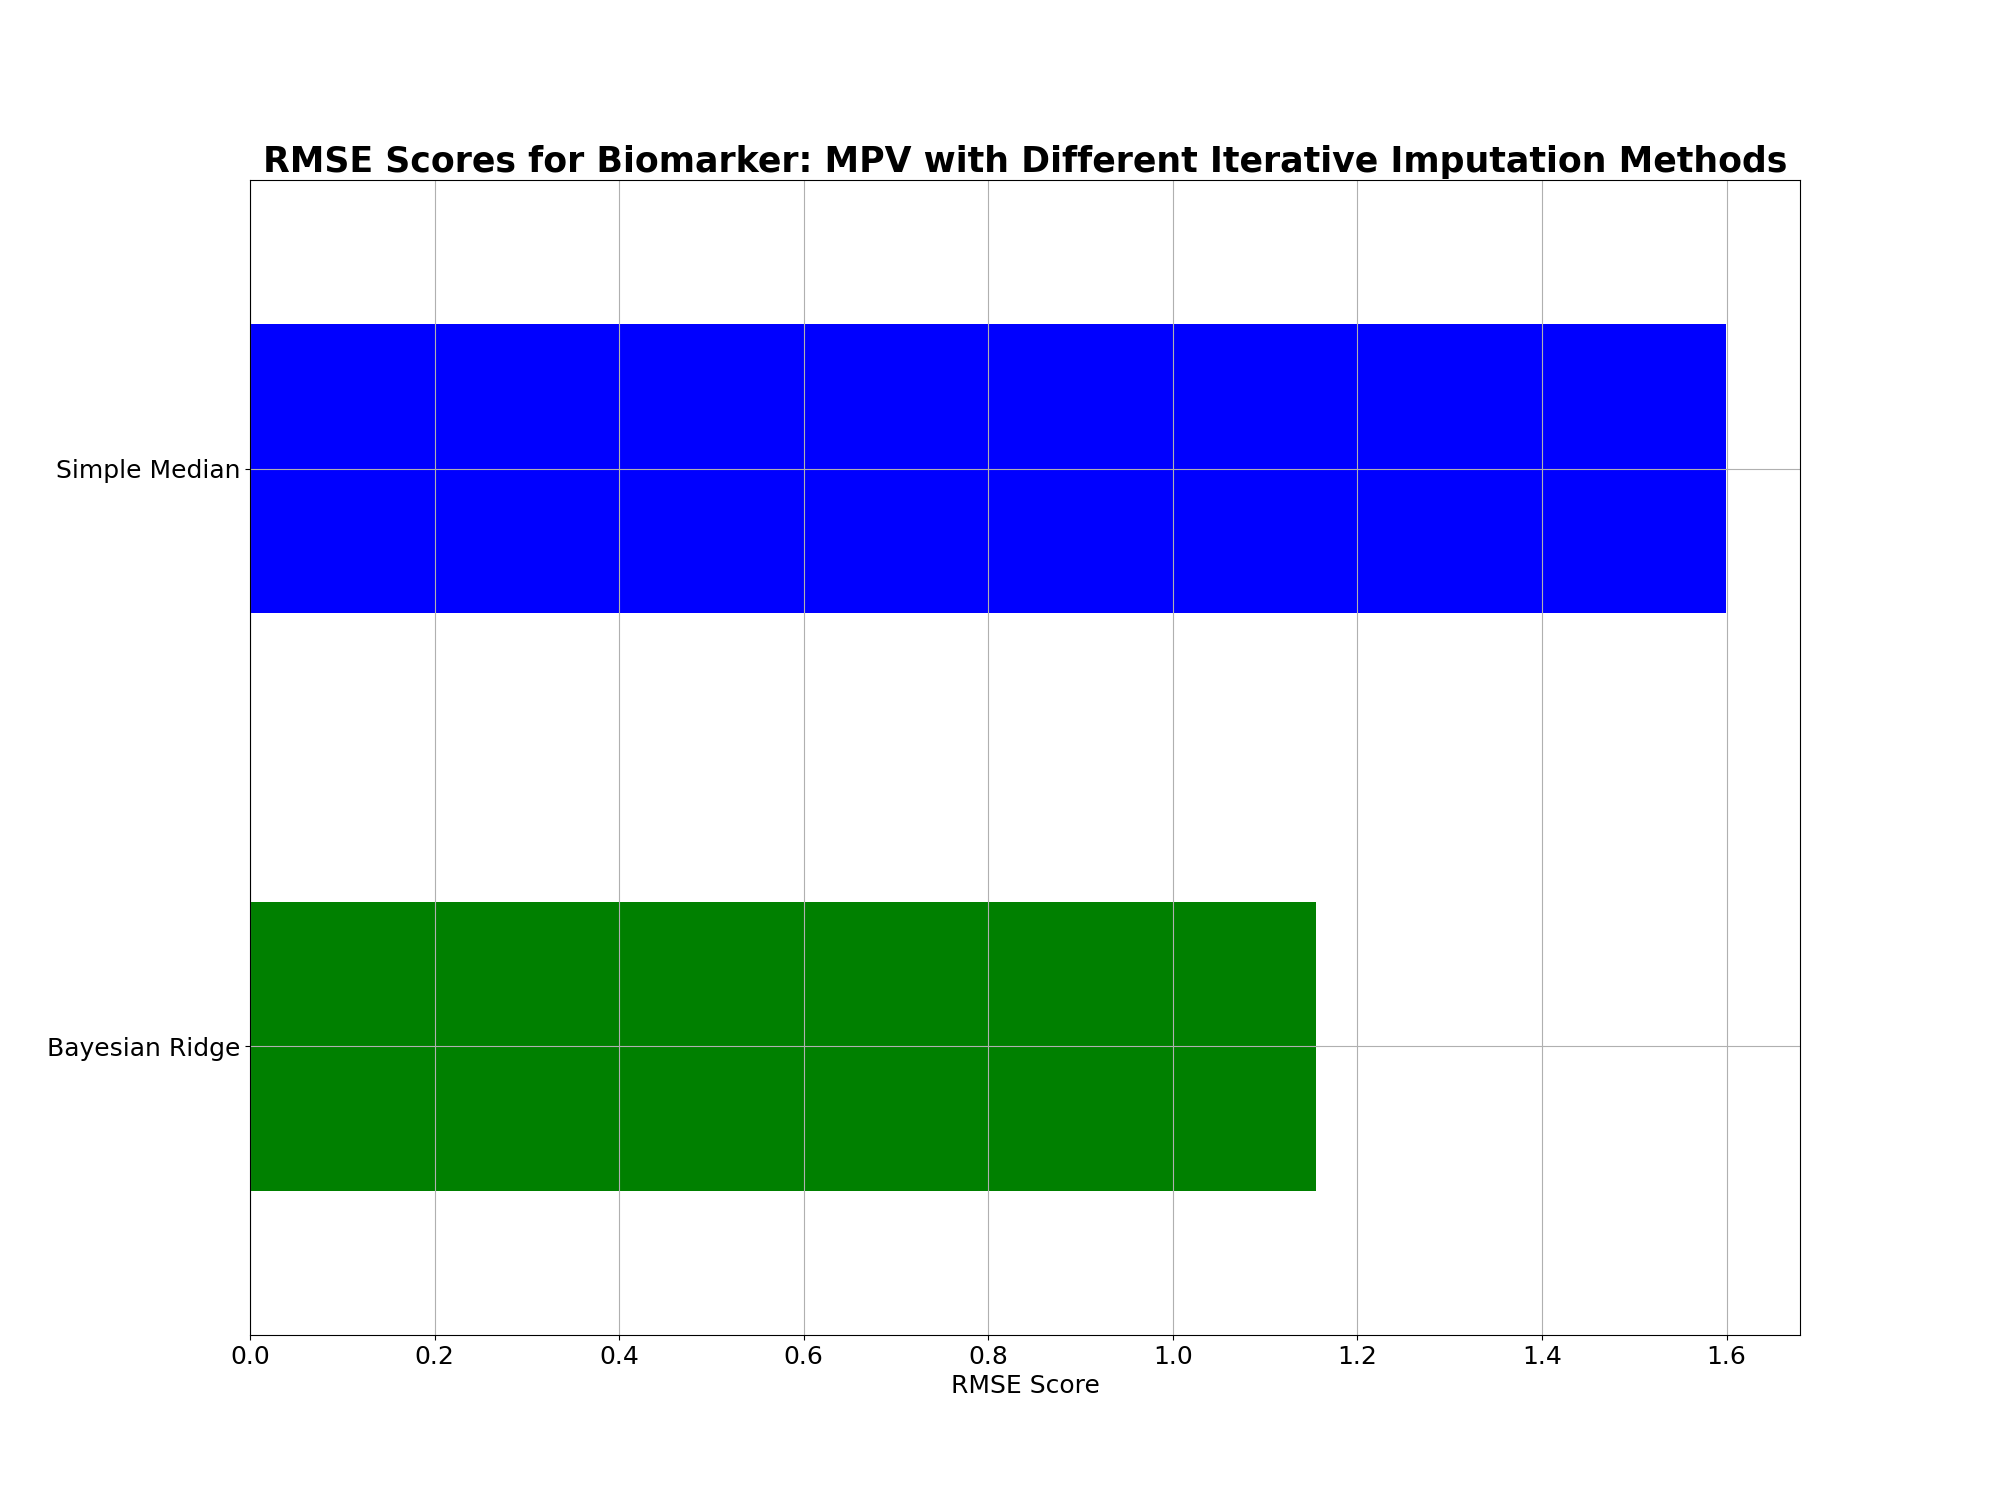 RMSE Scores for Biomarker: MPV with Different Iterative Imputation Methods
Simple Median
Bayesian Ridge
0.0 0.2 0.4 0.6 0.8 1.0 1.2 1.4 1.6
RMSE Score